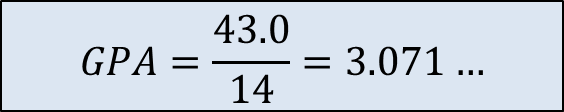 GPA = 43.0/14 = 3.071 ...